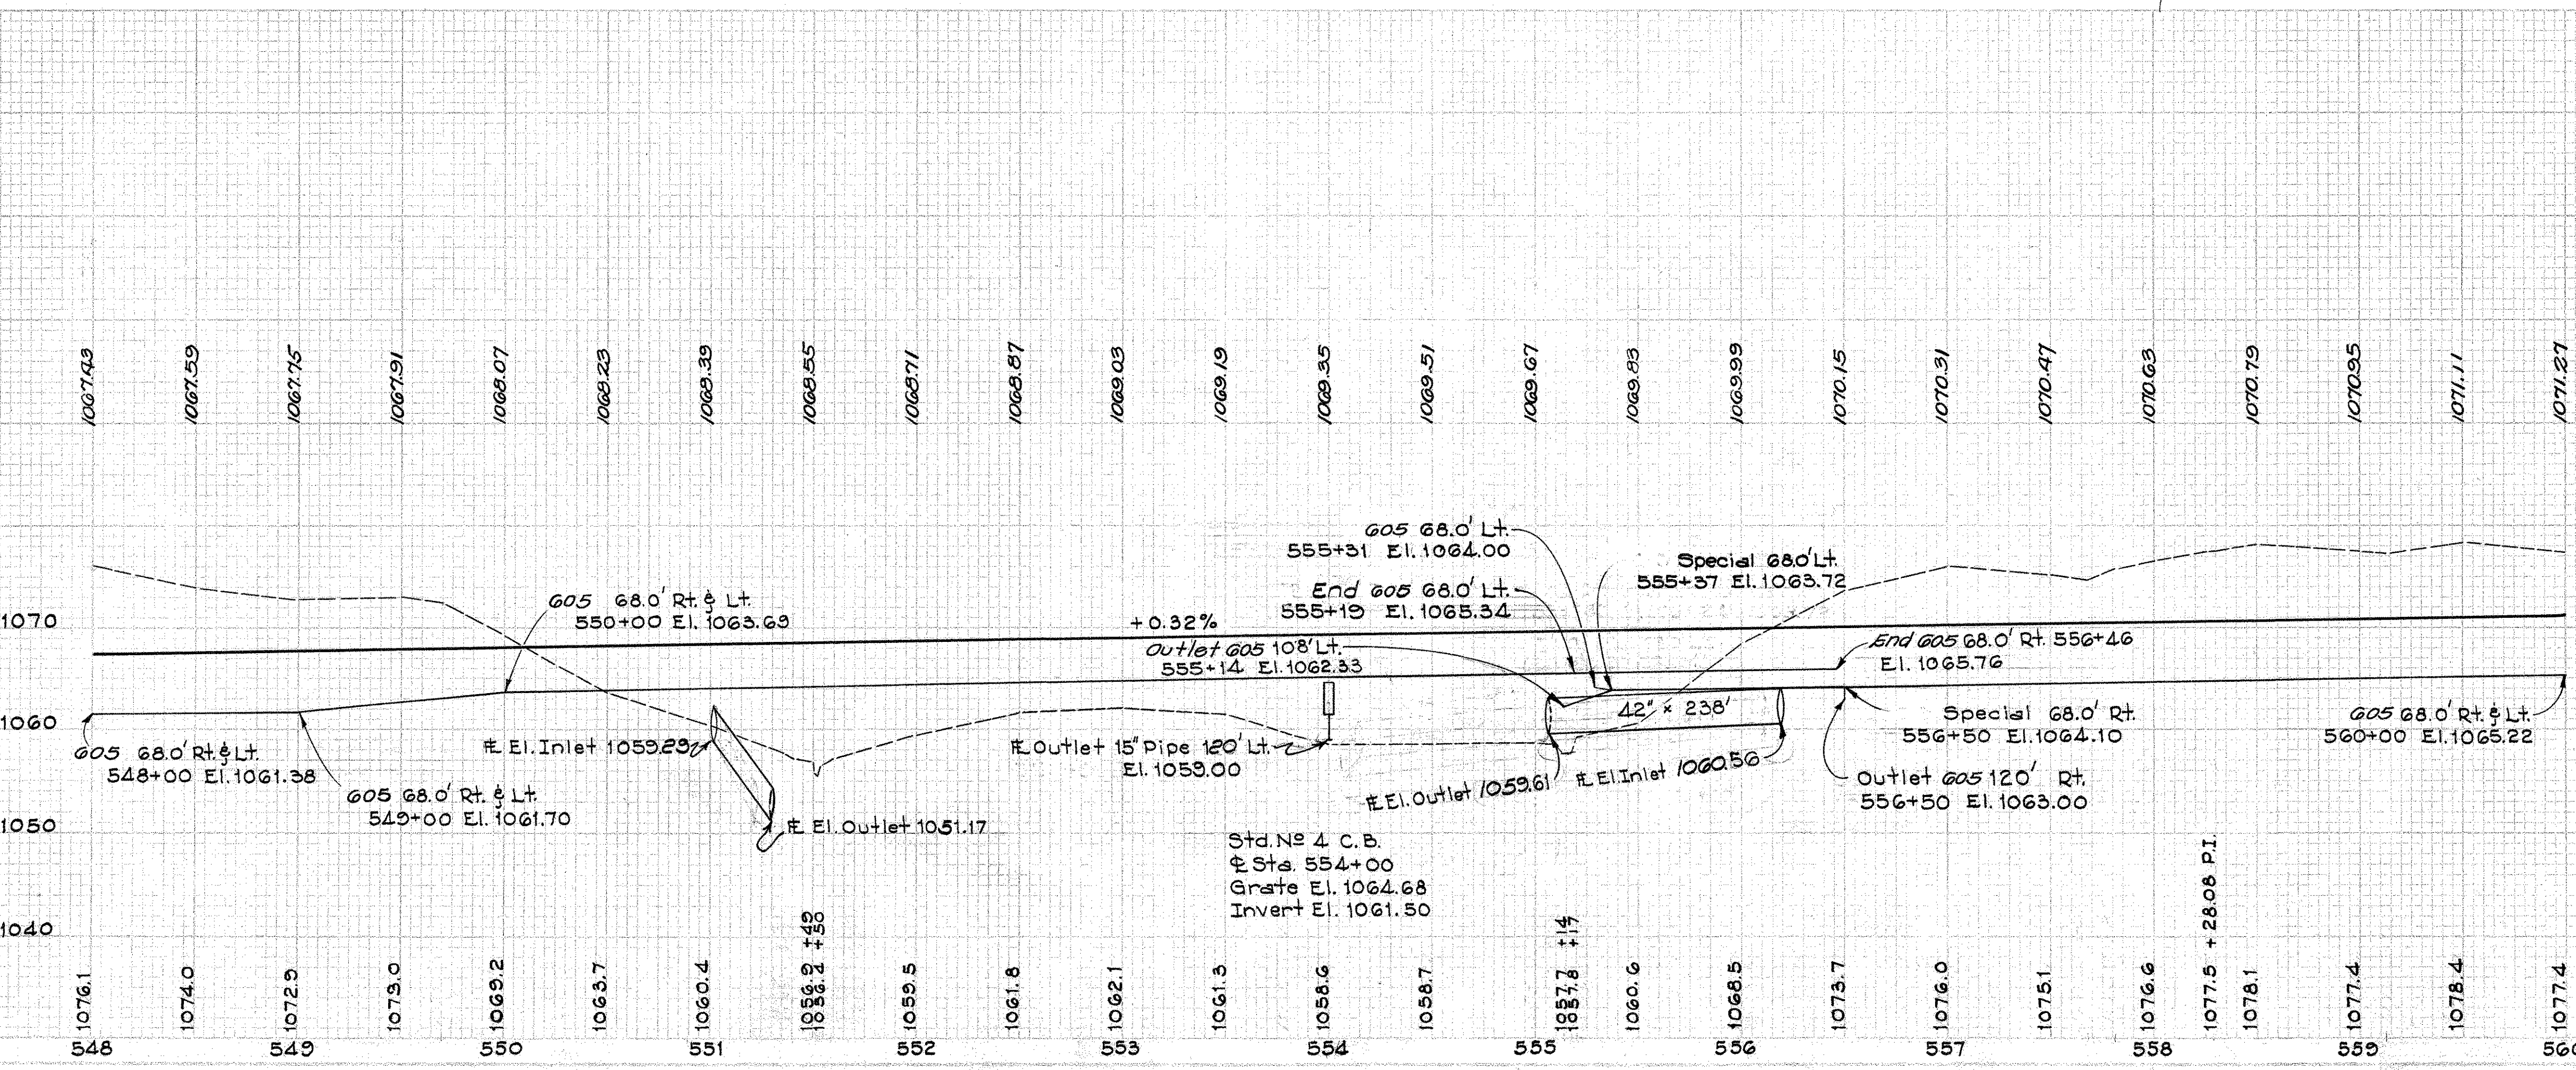 1067.43
1067.59
1067.75
1067.91
1068.07
1068.23
1068.39
1068.55
1068.71
1068.87
1069.03
1069.19
1069.35
1069.51
1069.67
1069.83
1069.99
1070.15
1070.31
1070.47
1070.63
1070.79
1070.95
1071.11
1071.27
605 68.0' Lt.
555+31 El. 1064.00
Special 68.0' Lt.
555+37 El. 1063.72
End 605 68.0' Lt.
555+19 El. 1065.34
605 68.0' Rt. & Lt.
550+00 El. 1063.69
1070
+0.32%
Outlet 605 108' Lt.
555+14 El. 1062.33
End 605 68.0' Rt. 556+46
El. 1065.76
42" x 238'
1060
605 68.0' Rt. & Lt.
548+00 El. 1061.38
605 68.0' Rt. & Lt.
549+00 El. 1061.70
El. Inlet 1059.23
Outlet 15" Pipe 120' Lt.
El. 1059.00
El. Outlet 1059.61
El. Inlet 1060.56
Special 68.0' Rt.
556+50 El. 1064.10
Outlet 605 120' Rt.
556+50 El. 1063.00
605 68.0' Rt. & Lt.
560+00 El. 1065.22
1050
El. Outlet 1051.17
Std. Nº 4 C.B.
℄ Sta. 554+00
Grate El. 1064.68
Invert El. 1061.50
1040
1076.1
1074.0
1072.9
1073.0
1069.2
1063.7
1060.4
1056.9 +49
+50
1059.5
1061.8
1062.1
1061.3
1058.6
1058.7
1057.7 +14
1057.8 +17
1060.6
1068.5
1073.7
1076.0
1075.1
1076.6
1077.5 + 28.08 P.I.
1078.1
1077.4
1078.4
1077.4
548 549 550 551 552 553 554 555 556 557 558 559